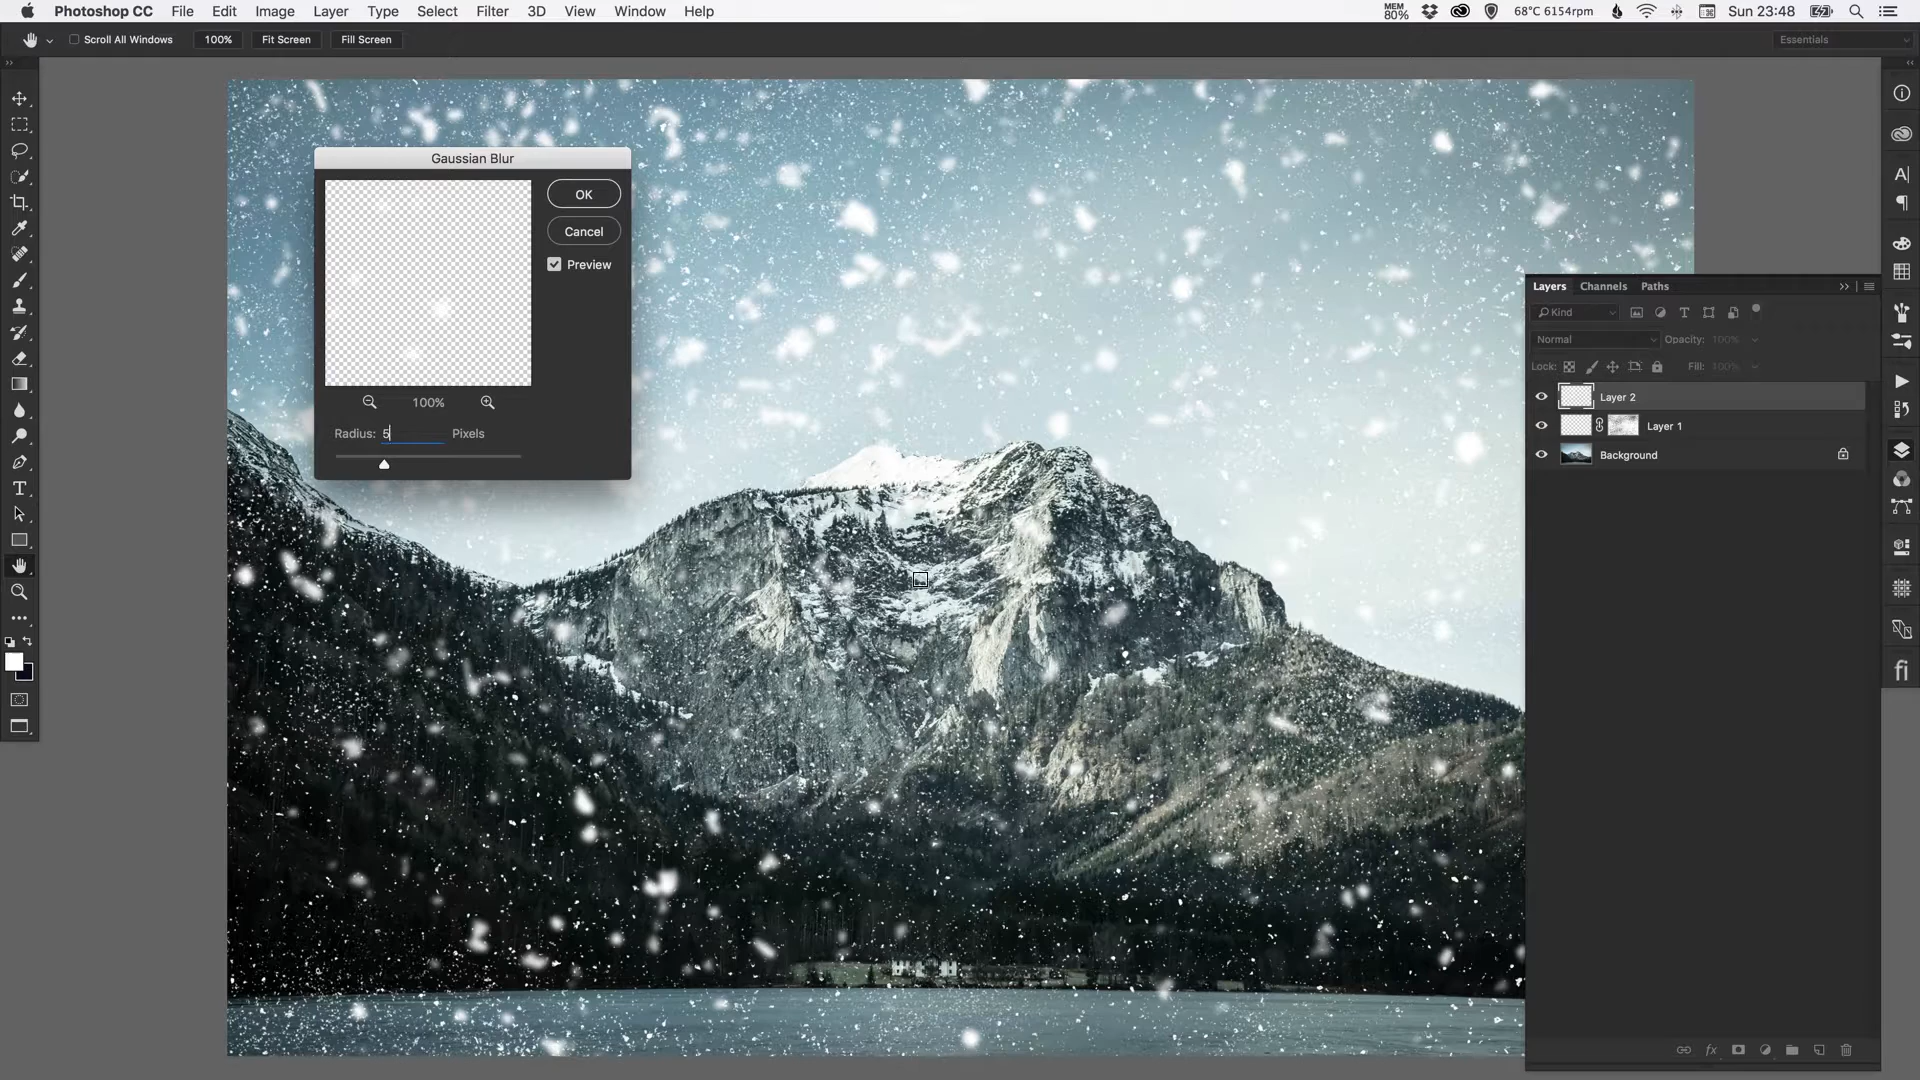 Photoshop CC File Edit Image Layer Type Select Filter 3D View Window Help MEM 80% 68°C 6154rpm Sun 23:48
Scroll All Windows 100% Fit Screen Fill Screen Essentials
Gaussian Blur
OK
Cancel
Preview
100%
Radius: 5 Pixels
Layers Channels Paths
Kind
Normal Opacity: 100%
Lock: Fill: 100%
Layer 2
Layer 1
Background
fx